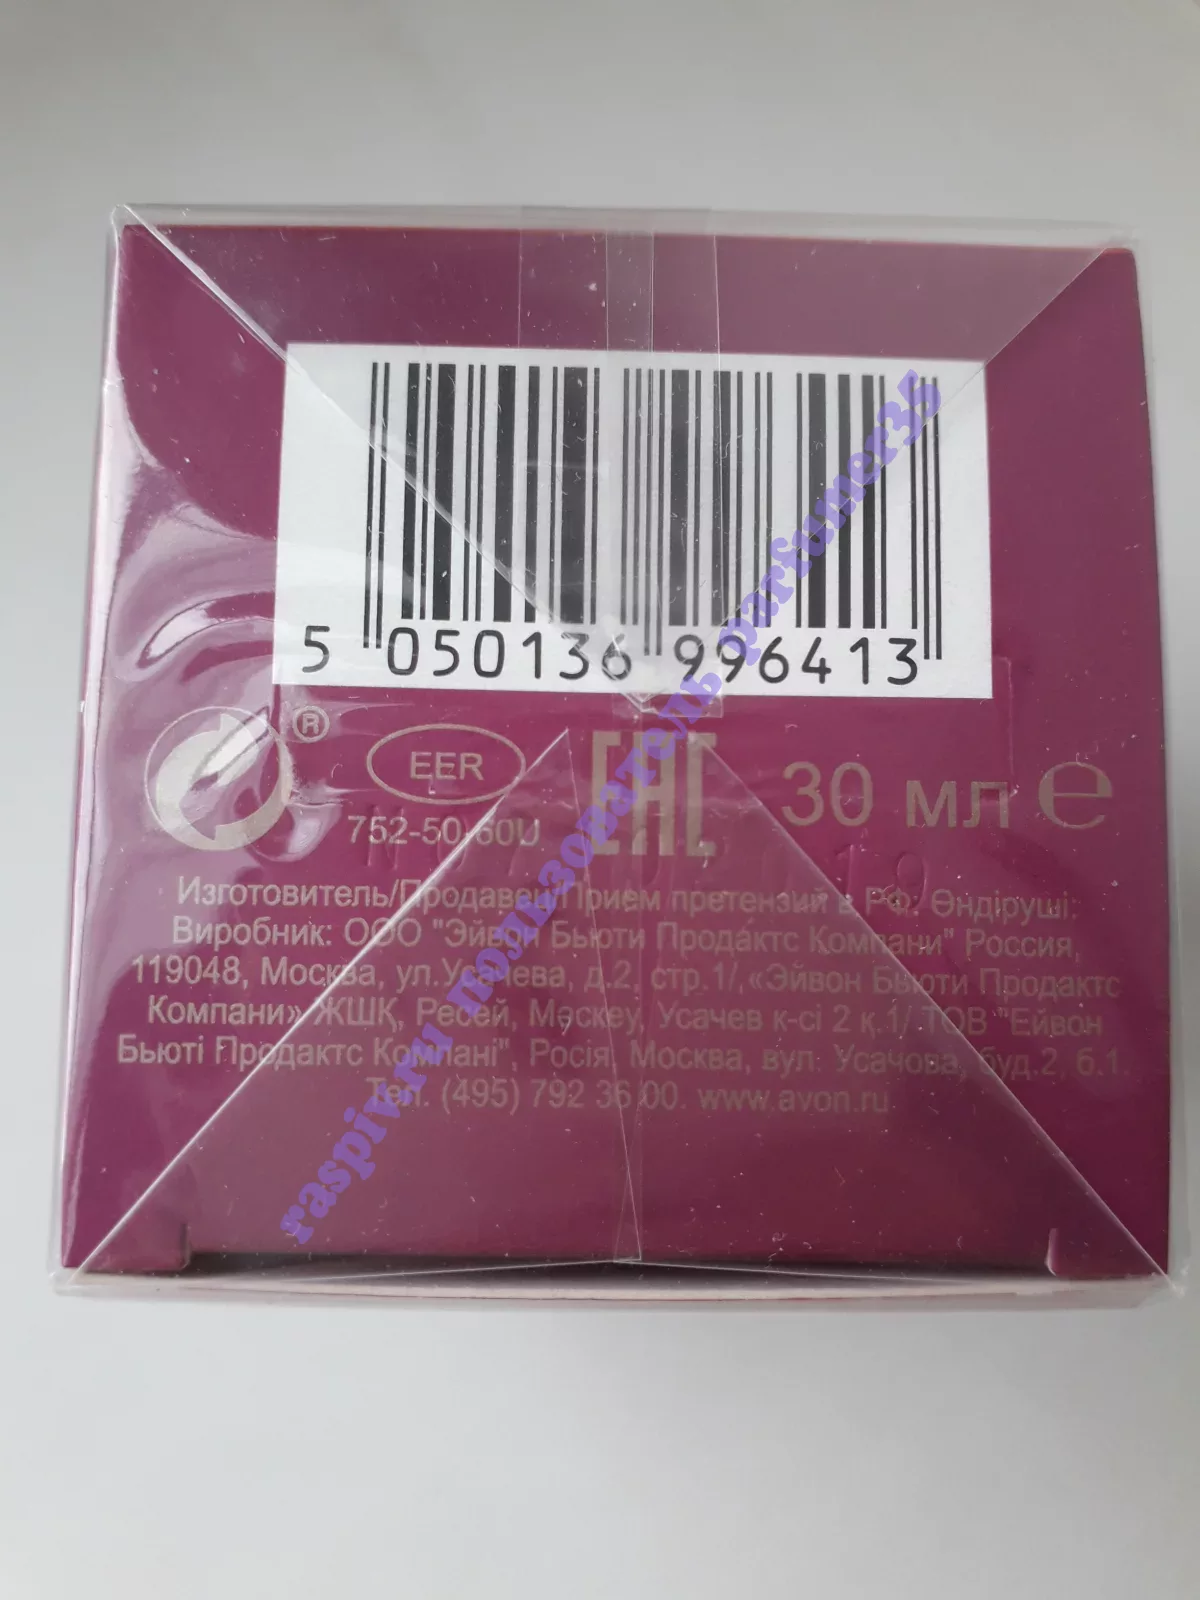 5 050136 996413
®
EER
EAC
30 мл ℮
752-50-60U
Изготовитель/Продавец/Прием претензий в РФ. Өндіруші:
Виробник: ООО "Эйвон Бьюти Продактс Компани" Россия,
119048, Москва, ул.Усачева, д.2, стр.1/,«Эйвон Бьюти Продактс
Компани» ЖШҚ, Ресей, Мәскеу, Усачев к-сі 2 қ.1/ ТОВ "Ейвон
Бьюті Продактс Компані", Росія, Москва, вул. Усачова, буд.2, б.1.
Тел. (495) 792 36 00. www.avon.ru
raspiv.ru пользователь parfumer35